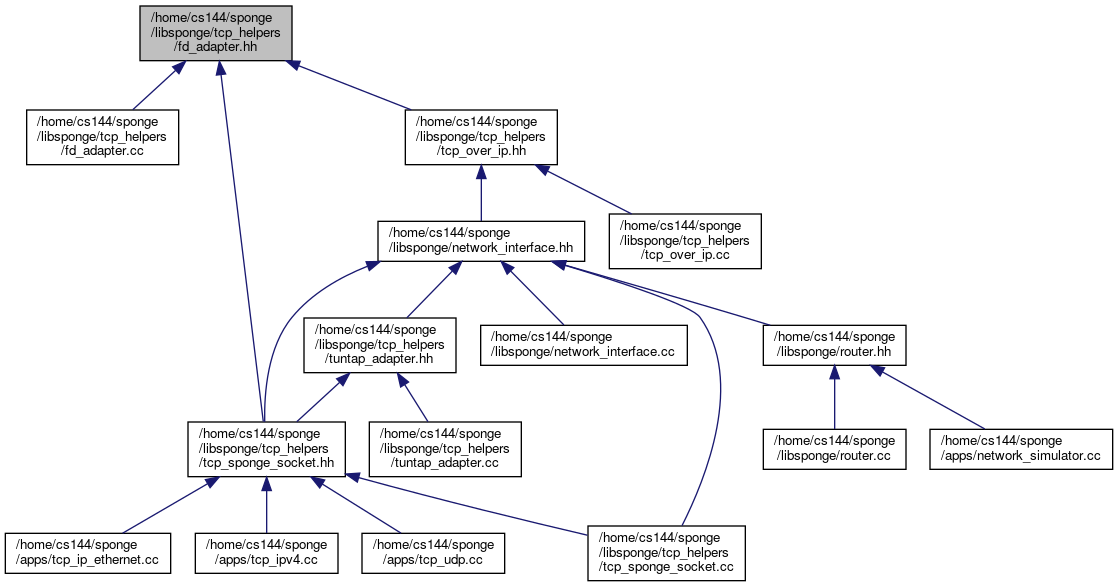 /home/cs144/sponge
/libsponge/tcp_helpers
/fd_adapter.hh
/home/cs144/sponge
/libsponge/tcp_helpers
/fd_adapter.cc
/home/cs144/sponge
/libsponge/tcp_helpers
/tcp_over_ip.hh
/home/cs144/sponge
/libsponge/network_interface.hh
/home/cs144/sponge
/libsponge/tcp_helpers
/tcp_over_ip.cc
/home/cs144/sponge
/libsponge/tcp_helpers
/tuntap_adapter.hh
/home/cs144/sponge
/libsponge/network_interface.cc
/home/cs144/sponge
/libsponge/router.hh
/home/cs144/sponge
/libsponge/tcp_helpers
/tcp_sponge_socket.hh
/home/cs144/sponge
/libsponge/tcp_helpers
/tuntap_adapter.cc
/home/cs144/sponge
/libsponge/router.cc
/home/cs144/sponge
/apps/network_simulator.cc
/home/cs144/sponge
/apps/tcp_ip_ethernet.cc
/home/cs144/sponge
/apps/tcp_ipv4.cc
/home/cs144/sponge
/apps/tcp_udp.cc
/home/cs144/sponge
/libsponge/tcp_helpers
/tcp_sponge_socket.cc